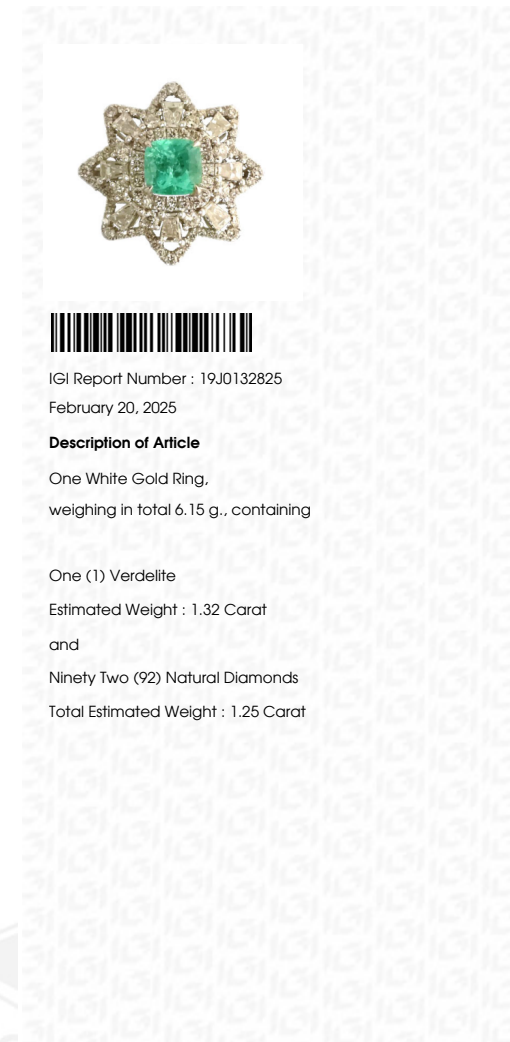 IGI Report Number : 19J0132825
February 20, 2025
Description of Article
One White Gold Ring,
weighing in total 6.15 g., containing
One (1) Verdelite
Estimated Weight : 1.32 Carat
and
Ninety Two (92) Natural Diamonds
Total Estimated Weight : 1.25 Carat